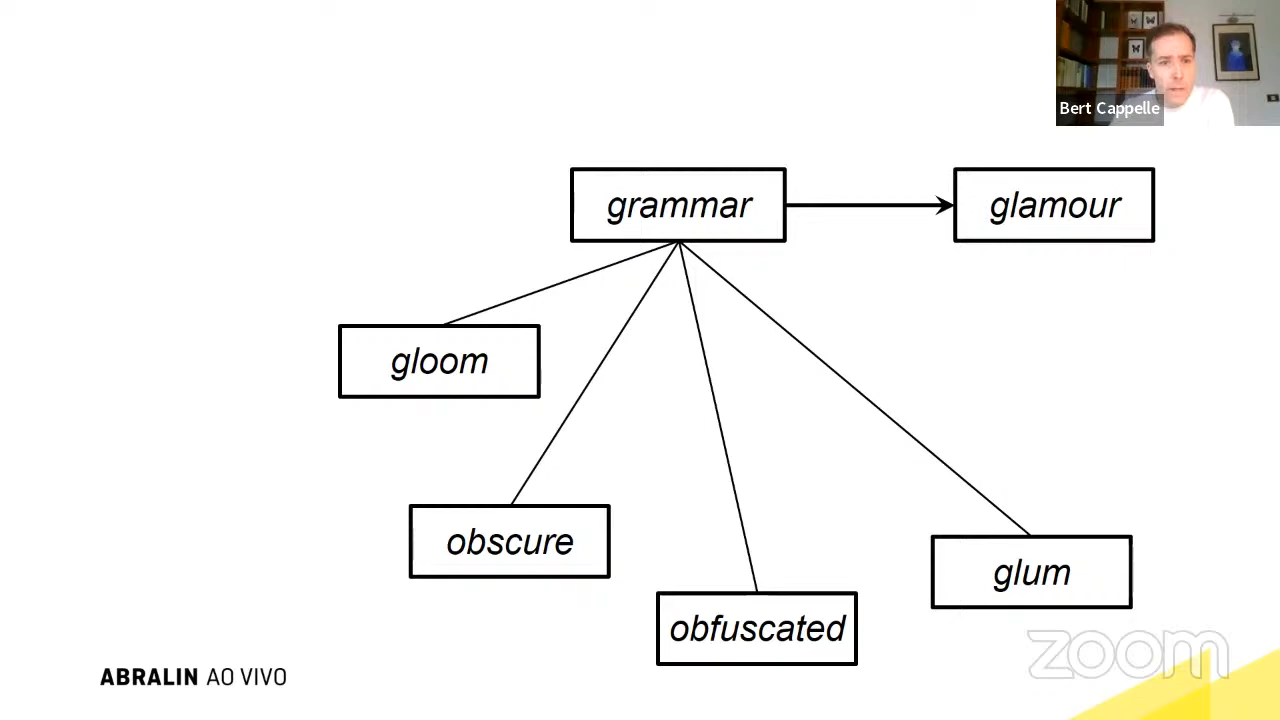 Bert Cappelle
grammar
glamour
gloom
obscure
glum
obfuscated
zoom
ABRALIN AO VIVO